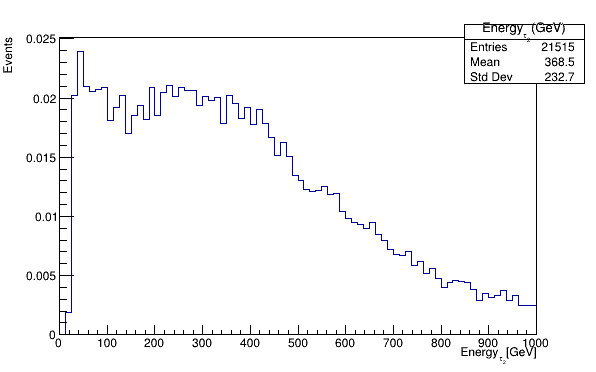 Energy_τ₂ (GeV)
Entries 21515
Mean 368.5
Std Dev 232.7
Events
0.025
0.02
0.015
0.01
0.005
0
0 100 200 300 400 500 600 700 800 900 1000
Energy_τ₂ [GeV]